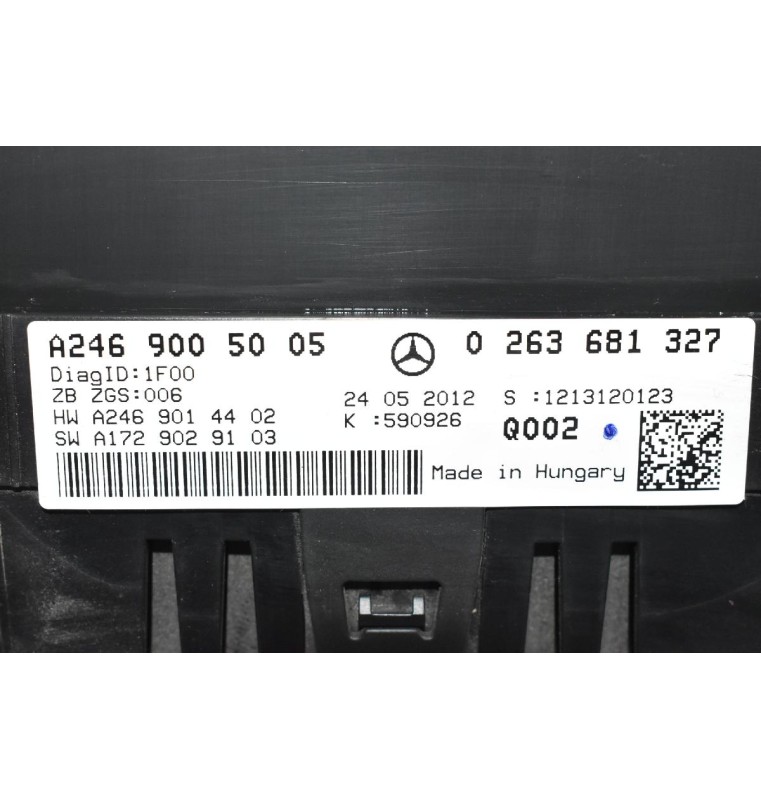 A246 900 50 05 0 263 681 327
DiagID:1F00
ZB ZGS:006 24 05 2012 S :1213120123
HW A246 901 44 02 K :590926 Q002
SW A172 902 91 03
Made in Hungary